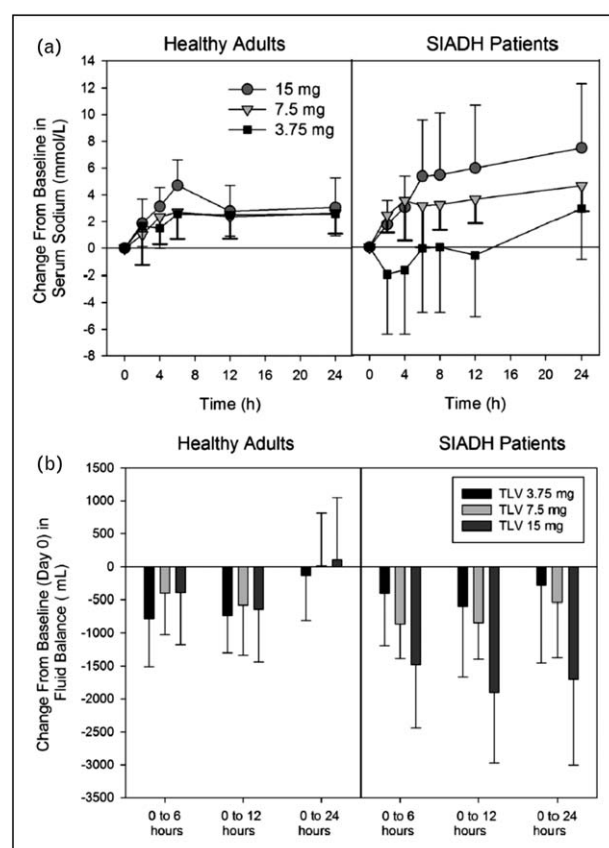 (a)
Healthy Adults
SIADH Patients
Change From Baseline in
Serum Sodium (mmol/L)
14
12
10
8
6
4
2
0
-2
-4
-6
-8
15 mg
7.5 mg
3.75 mg
0 4 8 12 16 20 24
0 4 8 12 16 20 24
Time (h)
Time (h)
(b)
Healthy Adults
SIADH Patients
Change From Baseline (Day 0) in
Fluid Balance ( mL)
1500
1000
500
0
-500
-1000
-1500
-2000
-2500
-3000
-3500
TLV 3.75 mg
TLV 7.5 mg
TLV 15 mg
0 to 6 0 to 12 0 to 24 0 to 6 0 to 12 0 to 24
hours hours hours hours hours hours